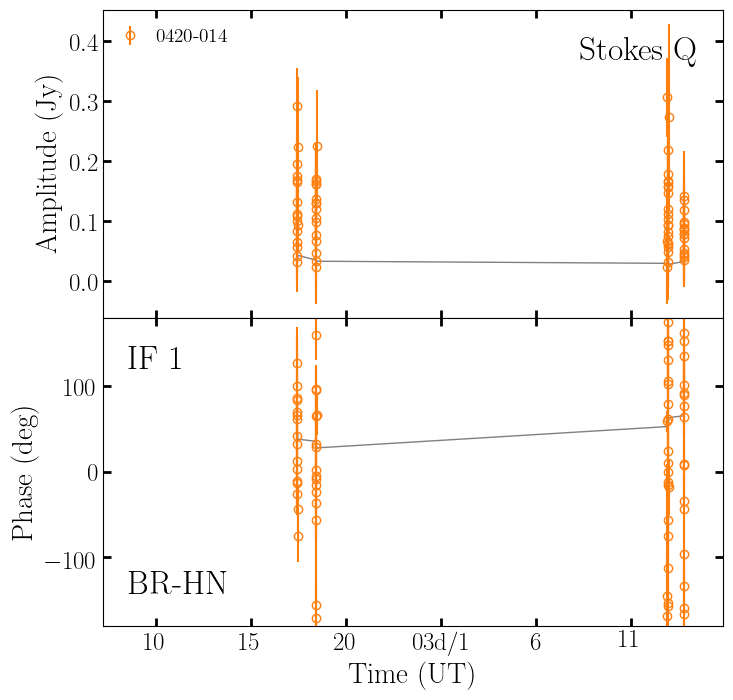 0420-014
Stokes Q
Amplitude (Jy)
0.4
0.3
0.2
0.1
0.0
IF 1
BR-HN
Phase (deg)
100
0
−100
10 15 20 03d/1 6 11
Time (UT)